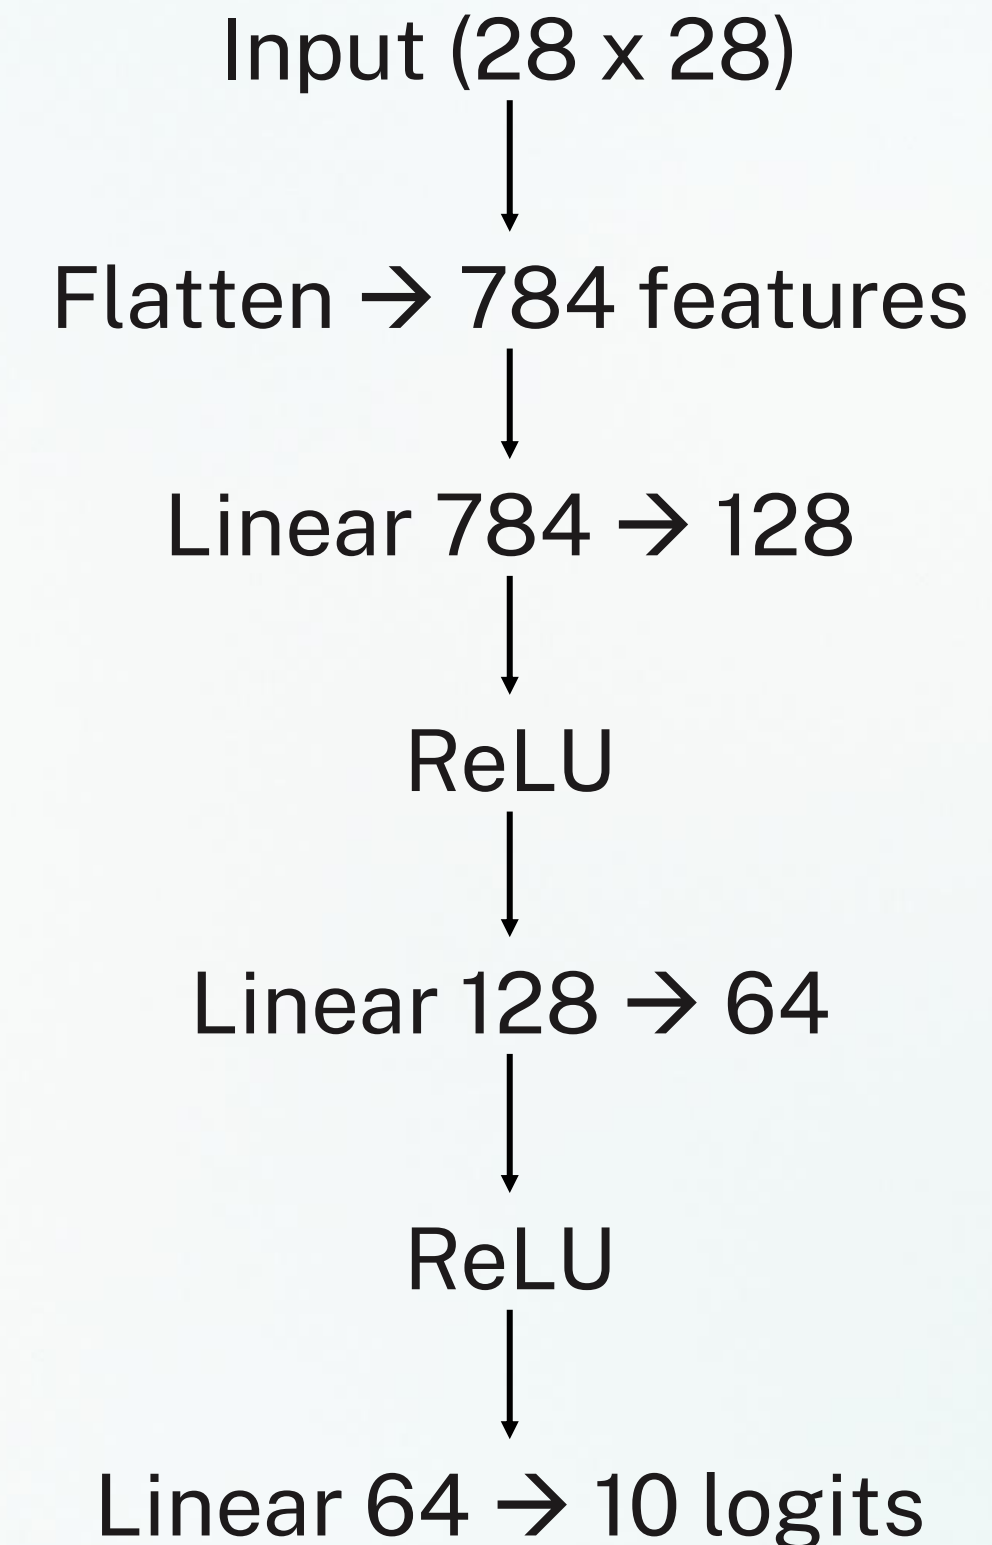 Input (28 x 28)
Flatten → 784 features
Linear 784 → 128
ReLU
Linear 128 → 64
ReLU
Linear 64 → 10 logits